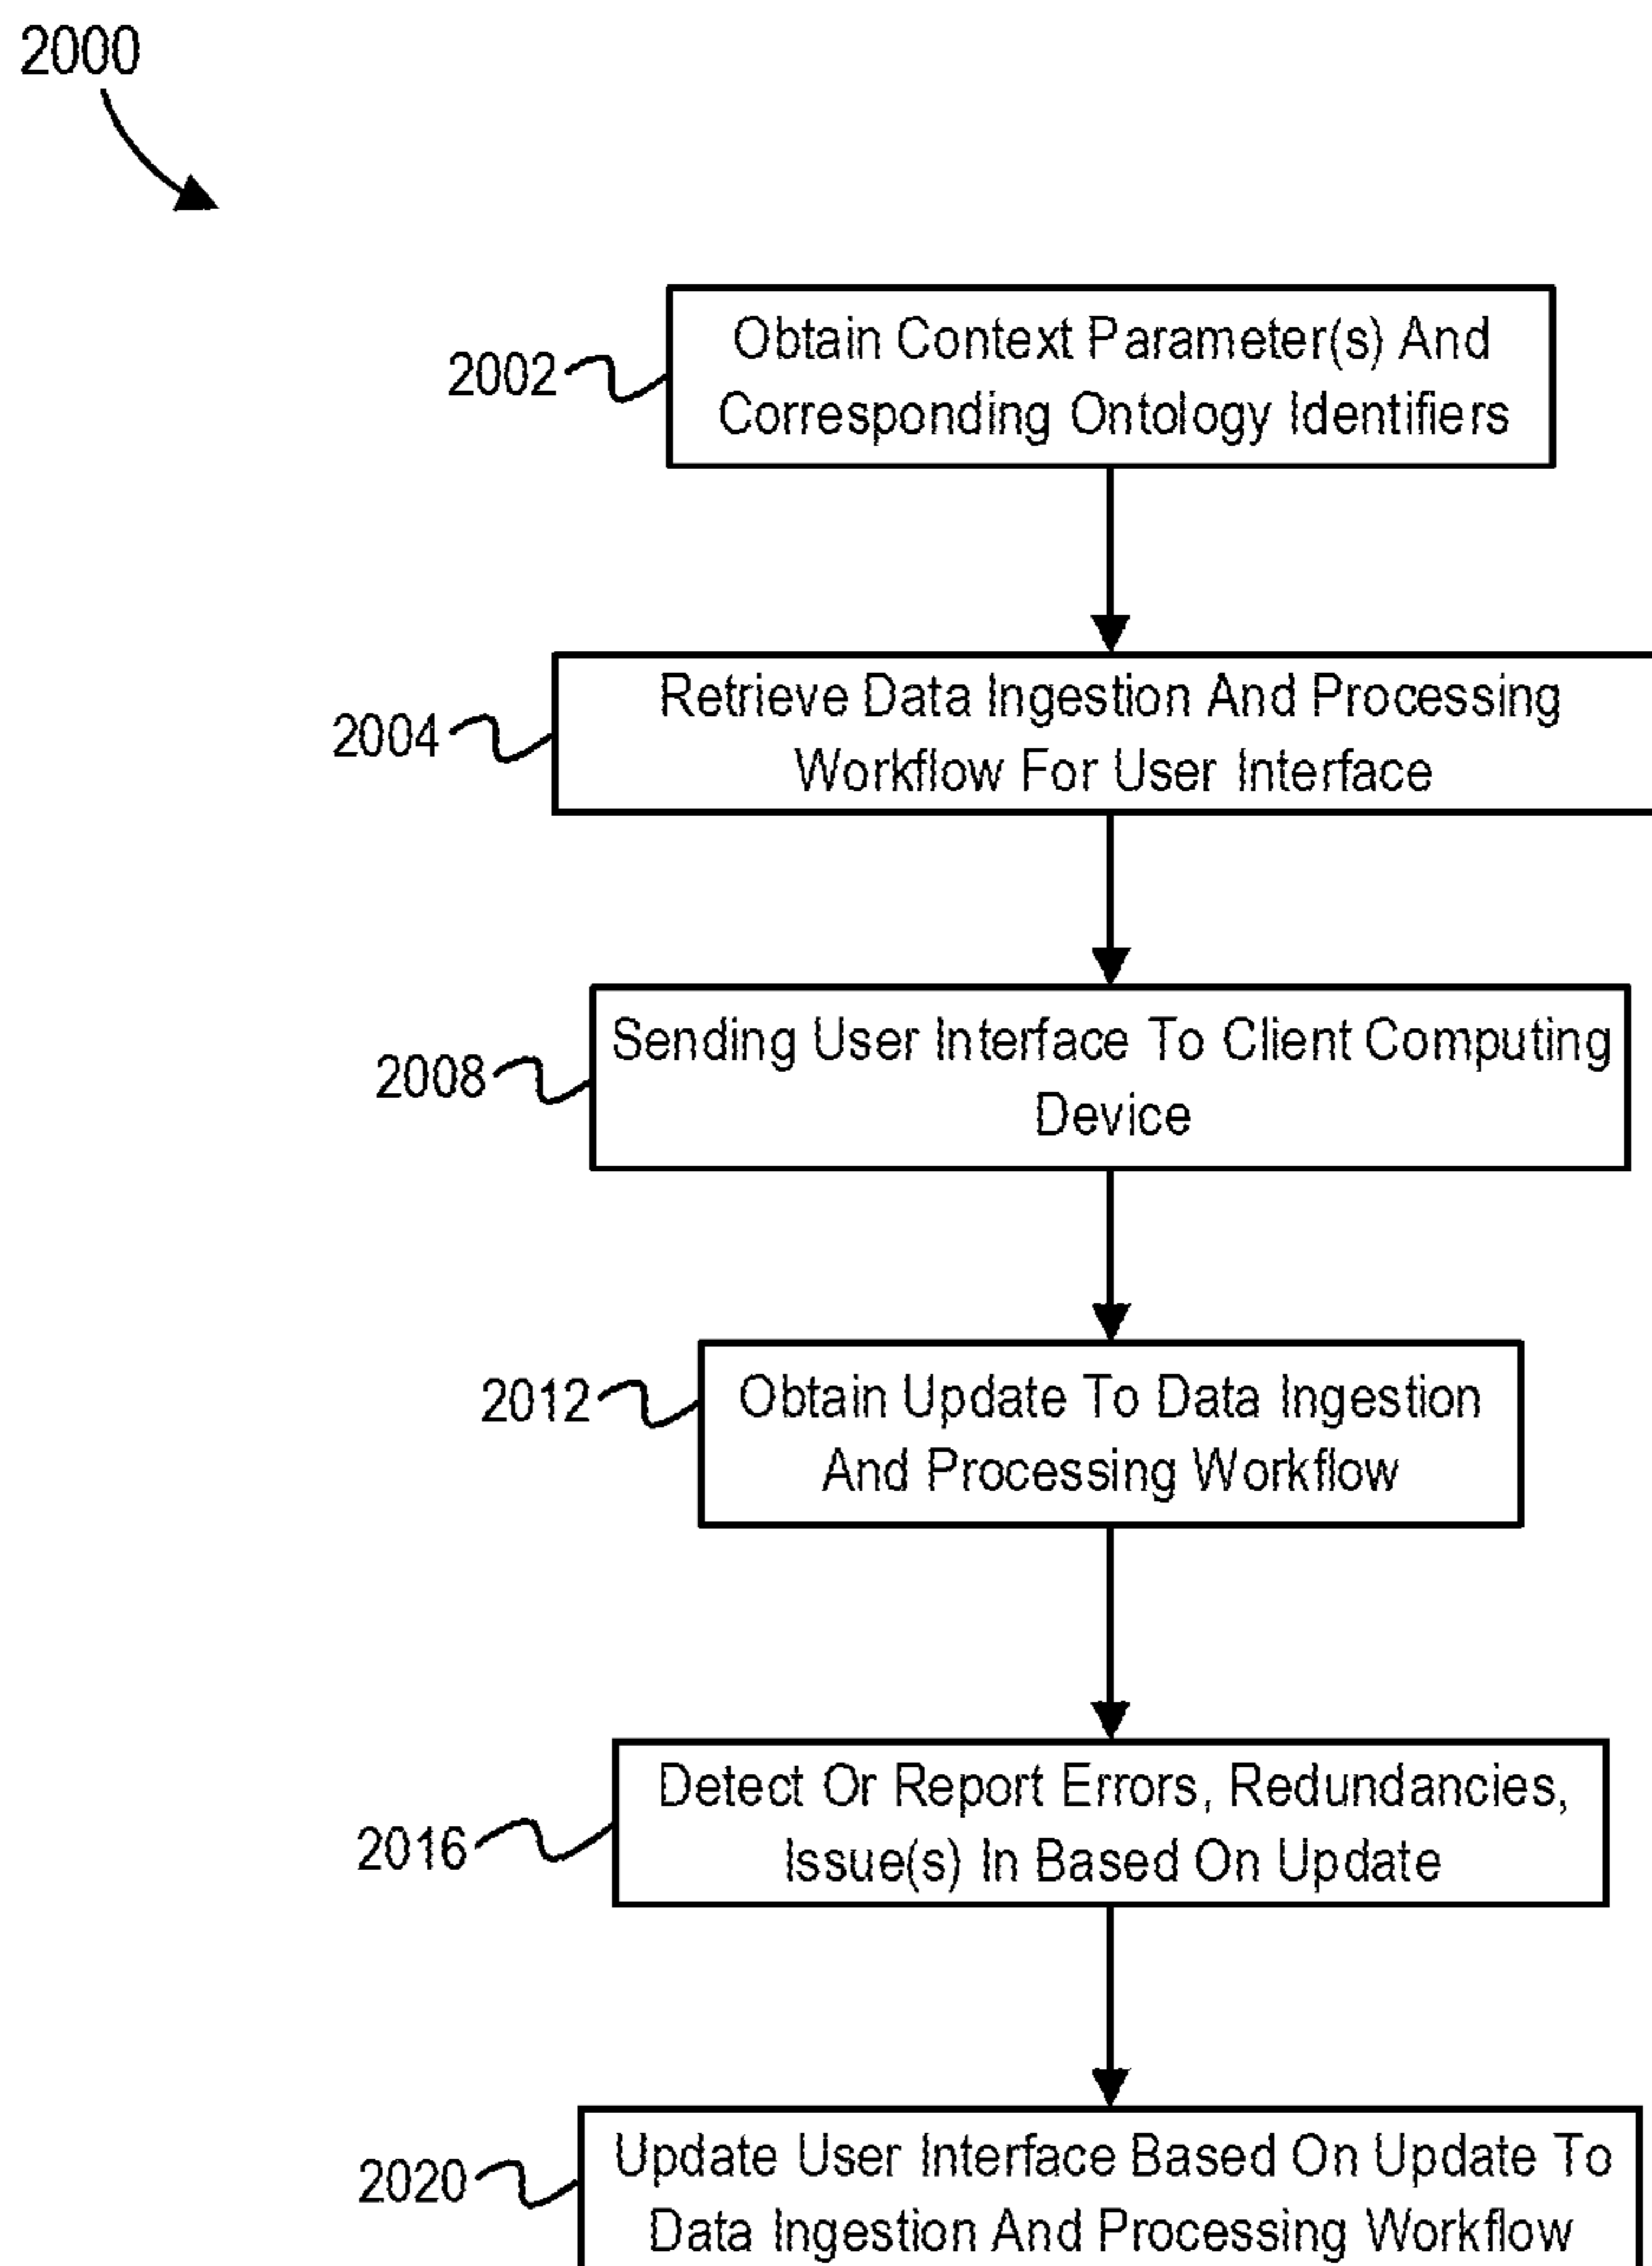 2000
2002
Obtain Context Parameter(s) And
Corresponding Ontology Identifiers
2004
Retrieve Data Ingestion And Processing
Workflow For User Interface
2008
Sending User Interface To Client Computing
Device
2012
Obtain Update To Data Ingestion
And Processing Workflow
2016
Detect Or Report Errors, Redundancies,
Issue(s) In Based On Update
2020
Update User Interface Based On Update To
Data Ingestion And Processing Workflow